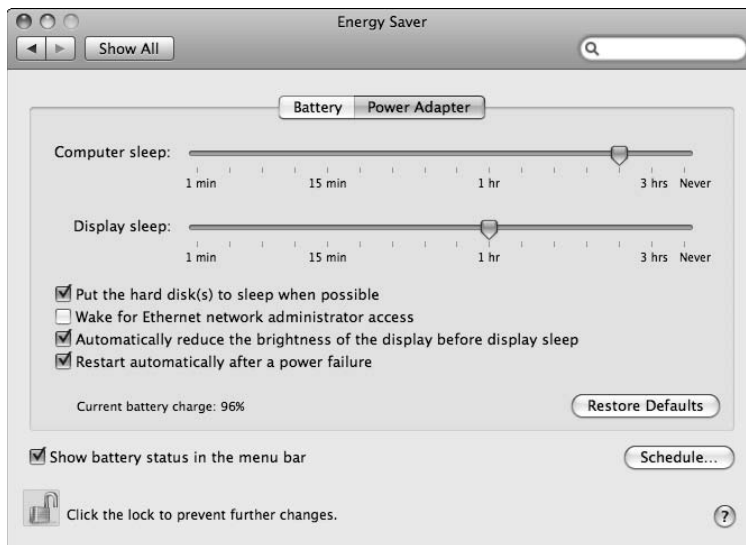 Energy Saver
Show All
Battery Power Adapter
Computer sleep:
1 min 15 min 1 hr 3 hrs Never
Display sleep:
1 min 15 min 1 hr 3 hrs Never
Put the hard disk(s) to sleep when possible
Wake for Ethernet network administrator access
Automatically reduce the brightness of the display before display sleep
Restart automatically after a power failure
Current battery charge: 96% Restore Defaults
Show battery status in the menu bar Schedule...
Click the lock to prevent further changes. ?